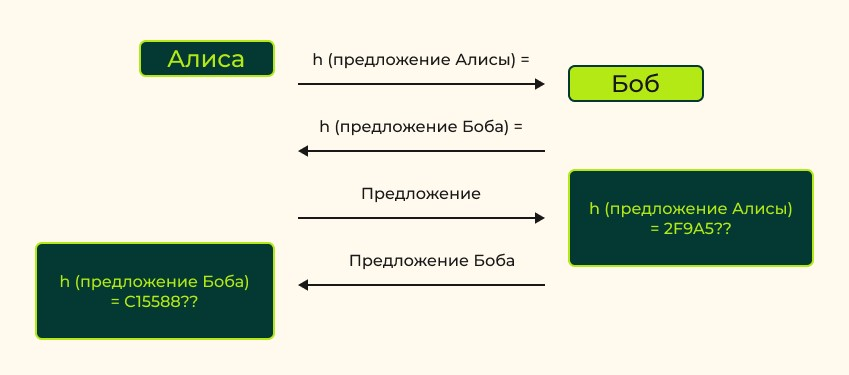 Алиса
h (предложение Алисы) =
Боб
h (предложение Боба) =
Предложение
h (предложение Алисы)
= 2F9A5??
Предложение Боба
h (предложение Боба)
= C15588??